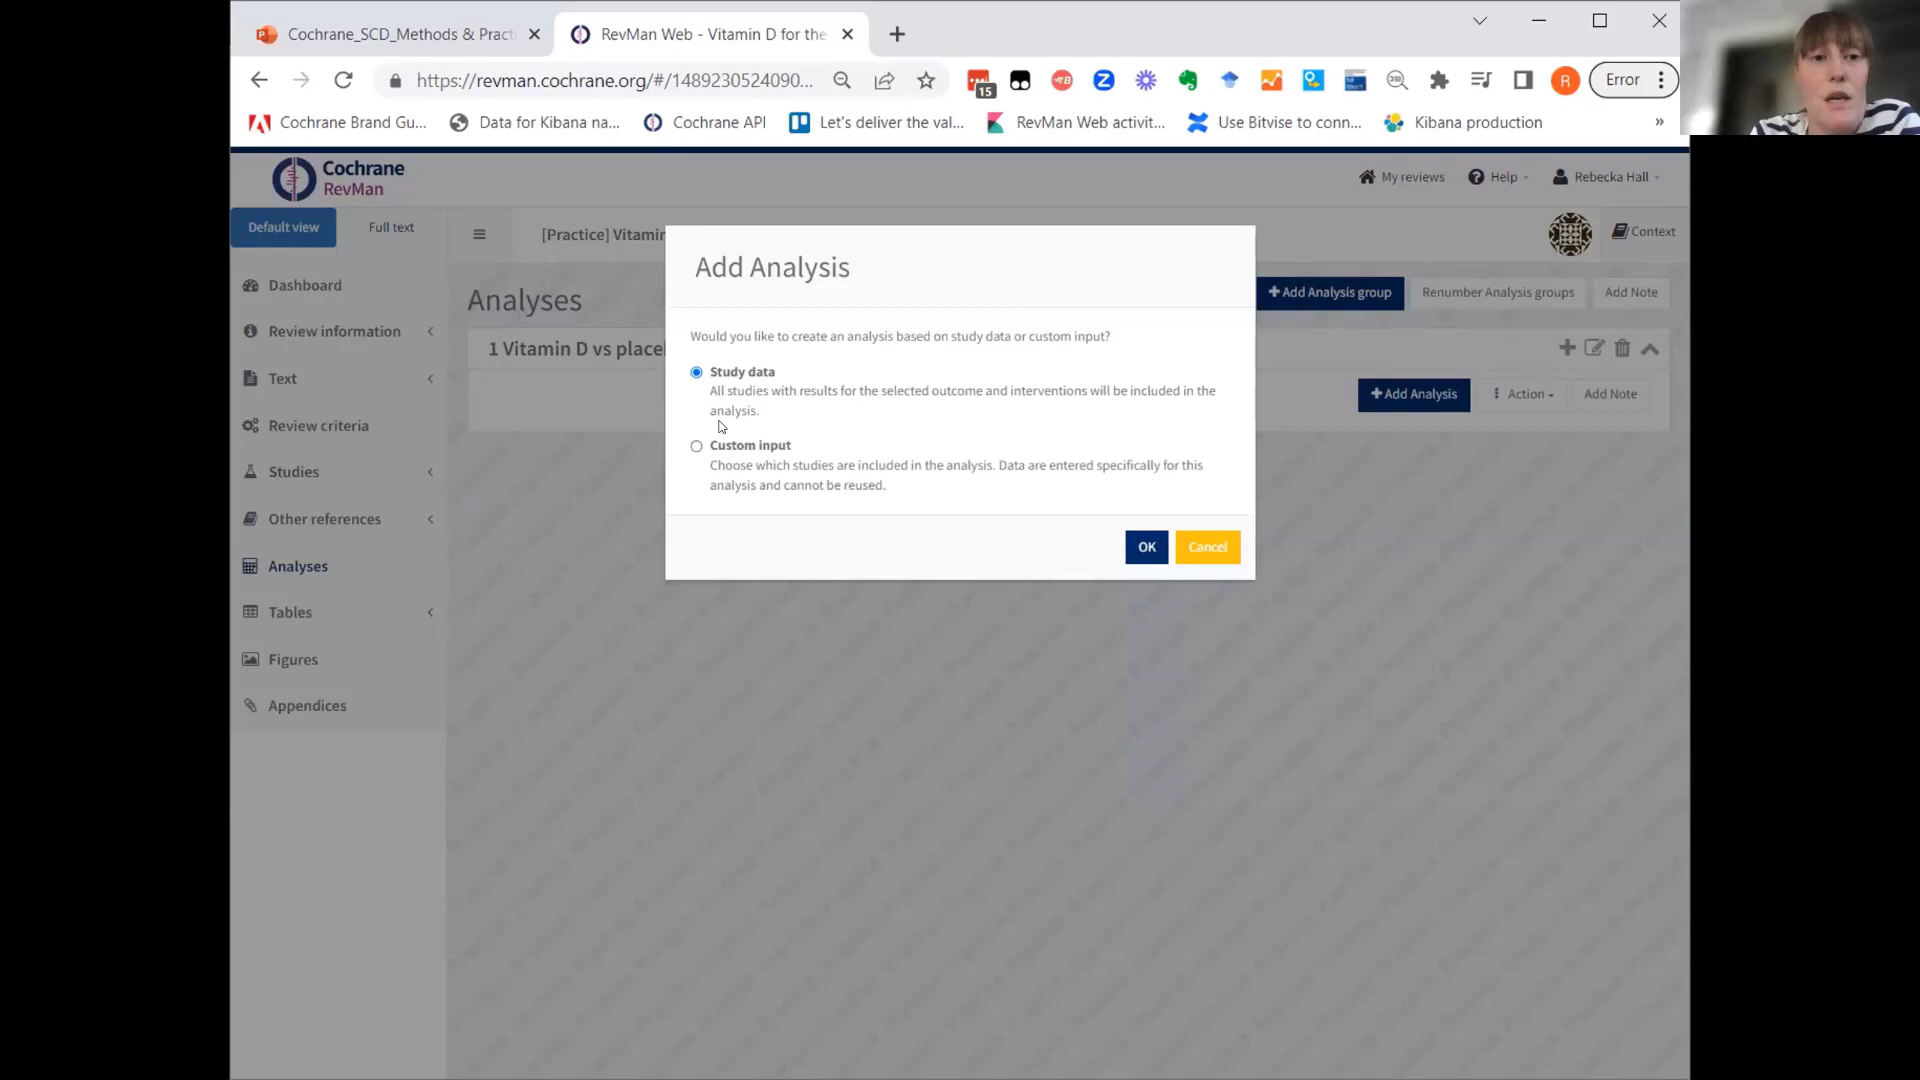 Cochrane_SCD_Methods & Pract
RevMan Web - Vitamin D for the
https://revman.cochrane.org/#/1489230524090...
15
Error
Cochrane Brand Gu...
Data for Kibana na...
Cochrane API
Let's deliver the val...
RevMan Web activit...
Use Bitvise to conn...
Kibana production
»
Cochrane
RevMan
My reviews
Help
Rebecka Hall
Default view
Full text
[Practice] Vitamin
Context
Dashboard
Review information
Text
Review criteria
Studies
Other references
Analyses
Tables
Figures
Appendices
Analyses
+Add Analysis group
Renumber Analysis groups
Add Note
1 Vitamin D vs place
+Add Analysis
Action
Add Note
Add Analysis
Would you like to create an analysis based on study data or custom input?
Study data
All studies with results for the selected outcome and interventions will be included in the
analysis.
Custom input
Choose which studies are included in the analysis. Data are entered specifically for this
analysis and cannot be reused.
OK
Cancel